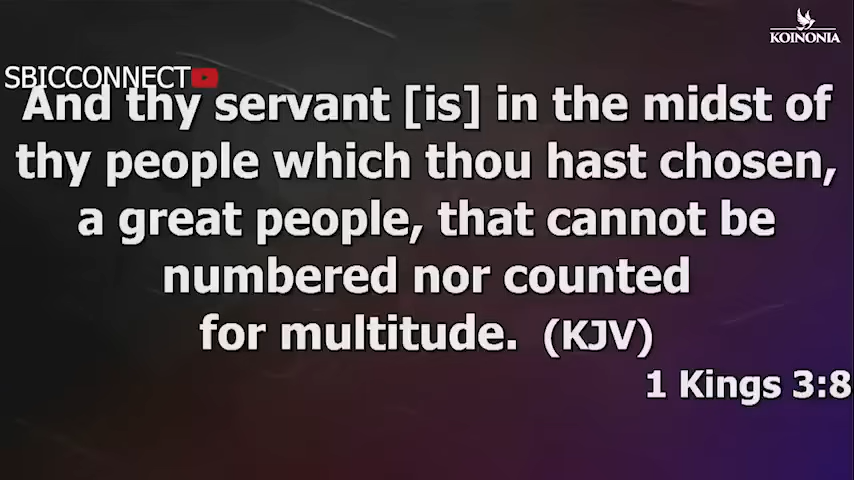 KOINONIA
SBICCONNECT
And thy servant [is] in the midst of
thy people which thou hast chosen,
a great people, that cannot be
numbered nor counted
for multitude. (KJV)
1 Kings 3:8